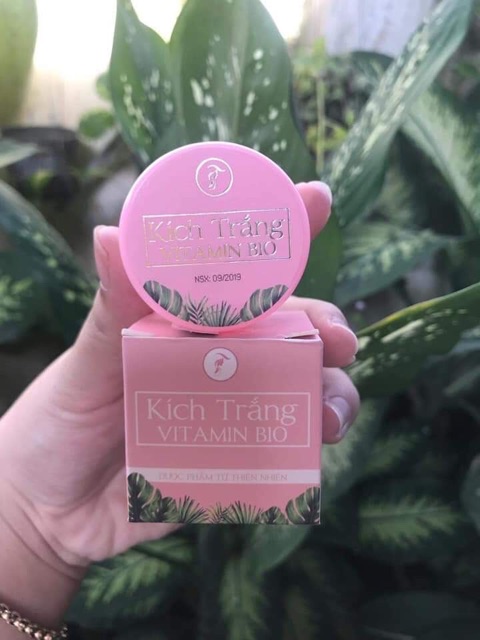 Kích Trắng
VITAMIN BIO
NSX: 09/2019
Kích Trắng
VITAMIN BIO
DƯỢC PHẨM TỪ THIÊN NHIÊN